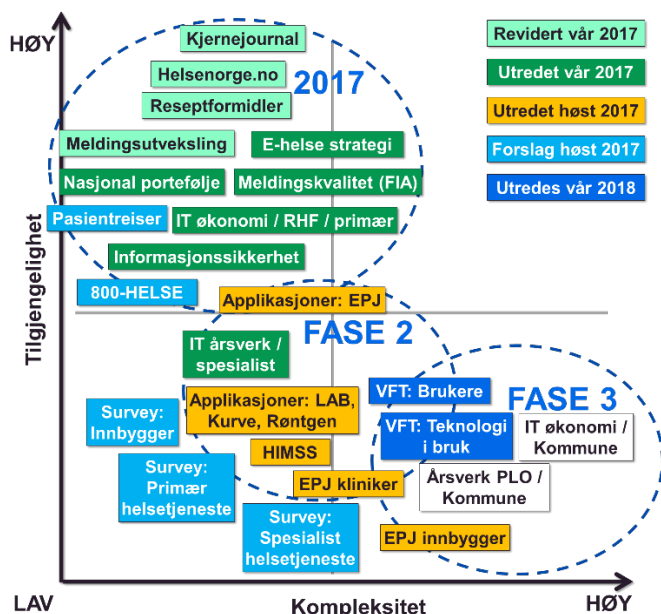 HØY
Kjernejournal
Revidert vår 2017
Helsenorge.no
2017
Utredet vår 2017
Reseptformidler
Utredet høst 2017
Meldingsutveksling
E-helse strategi
Forslag høst 2017
Nasjonal portefølje
Meldingskvalitet (FIA)
Utredes vår 2018
Pasientreiser
IT økonomi / RHF / primær
Informasjonssikkerhet
800-HELSE
Applikasjoner: EPJ
Tilgjengelighet
FASE 2
IT årsverk /
spesialist
Applikasjoner: LAB,
Kurve, Røntgen
VFT: Brukere
FASE 3
Survey:
Innbygger
VFT: Teknologi
i bruk
IT økonomi /
Kommune
HIMSS
Survey:
Primær
helsetjeneste
EPJ kliniker
Årsverk PLO /
Kommune
Survey:
Spesialist
helsetjeneste
EPJ innbygger
LAV
Kompleksitet
HØY